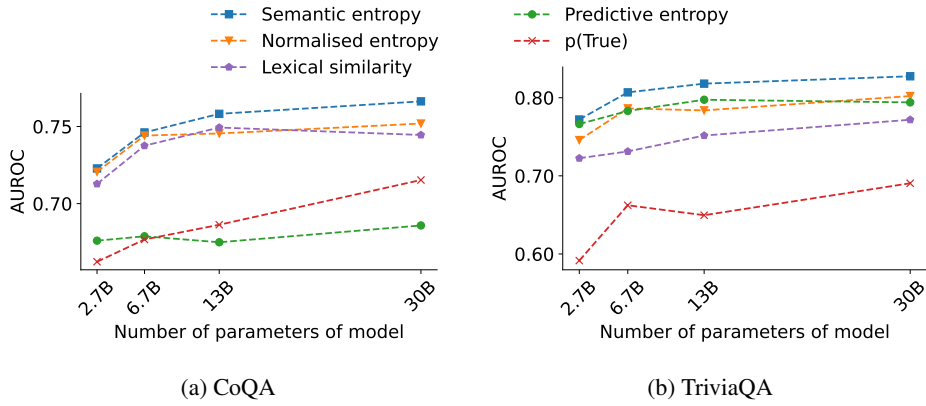 Semantic entropy
Normalised entropy
Lexical similarity
Predictive entropy
p(True)
AUROC
0.75
0.70
2.7B
6.7B
13B
30B
Number of parameters of model
(a) CoQA
AUROC
0.80
0.70
0.60
2.7B
6.7B
13B
30B
Number of parameters of model
(b) TriviaQA